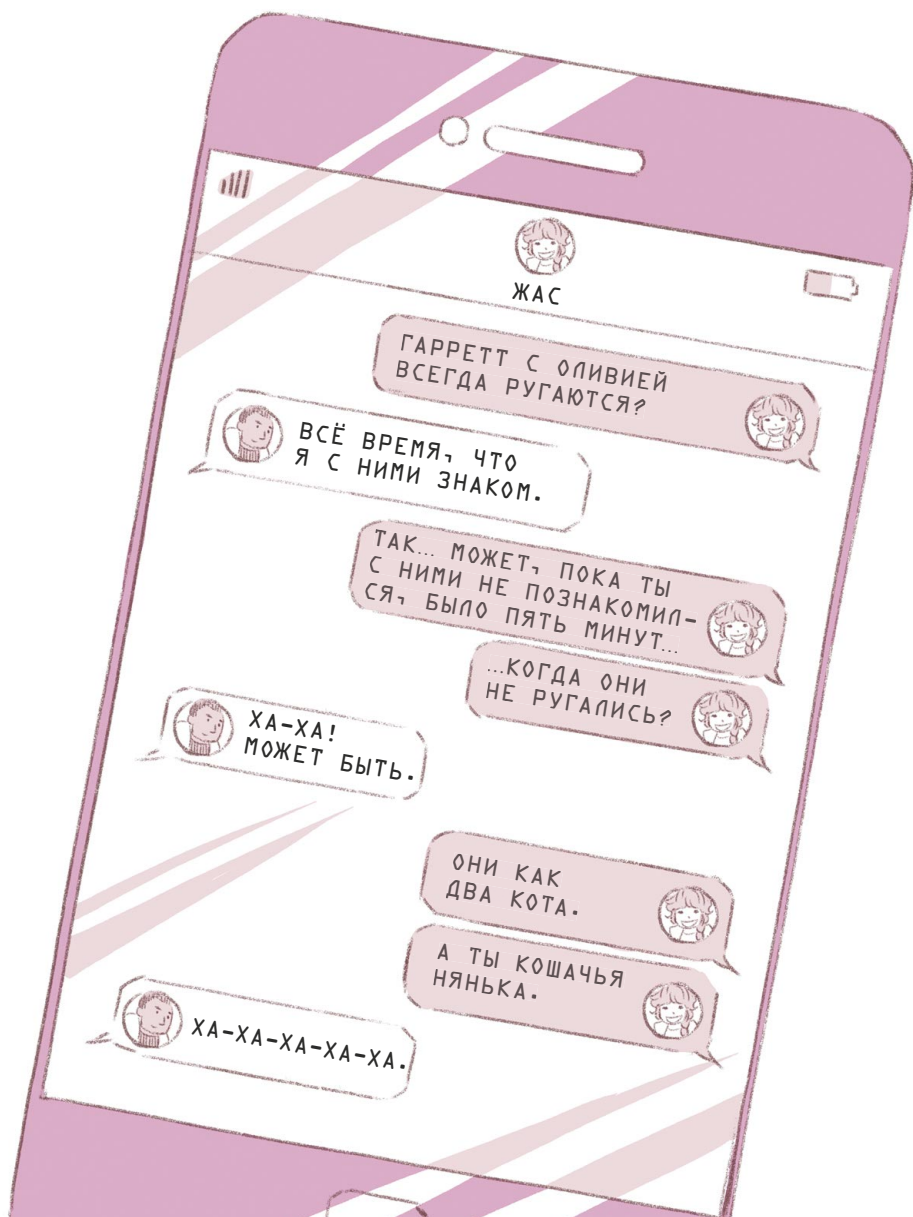 ЖАС
ГАРРЕТТ С ОЛИВИЕЙ
ВСЕГДА РУГАЮТСЯ?
ВСЁ ВРЕМЯ, ЧТО
Я С НИМИ ЗНАКОМ.
ТАК... МОЖЕТ, ПОКА ТЫ
С НИМИ НЕ ПОЗНАКОМИЛ-
СЯ, БЫЛО ПЯТЬ МИНУТ...
...КОГДА ОНИ
НЕ РУГАЛИСЬ?
ХА-ХА!
МОЖЕТ БЫТЬ.
ОНИ КАК
ДВА КОТА.
А ТЫ КОШАЧЬЯ
НЯНЬКА.
ХА-ХА-ХА-ХА-ХА.